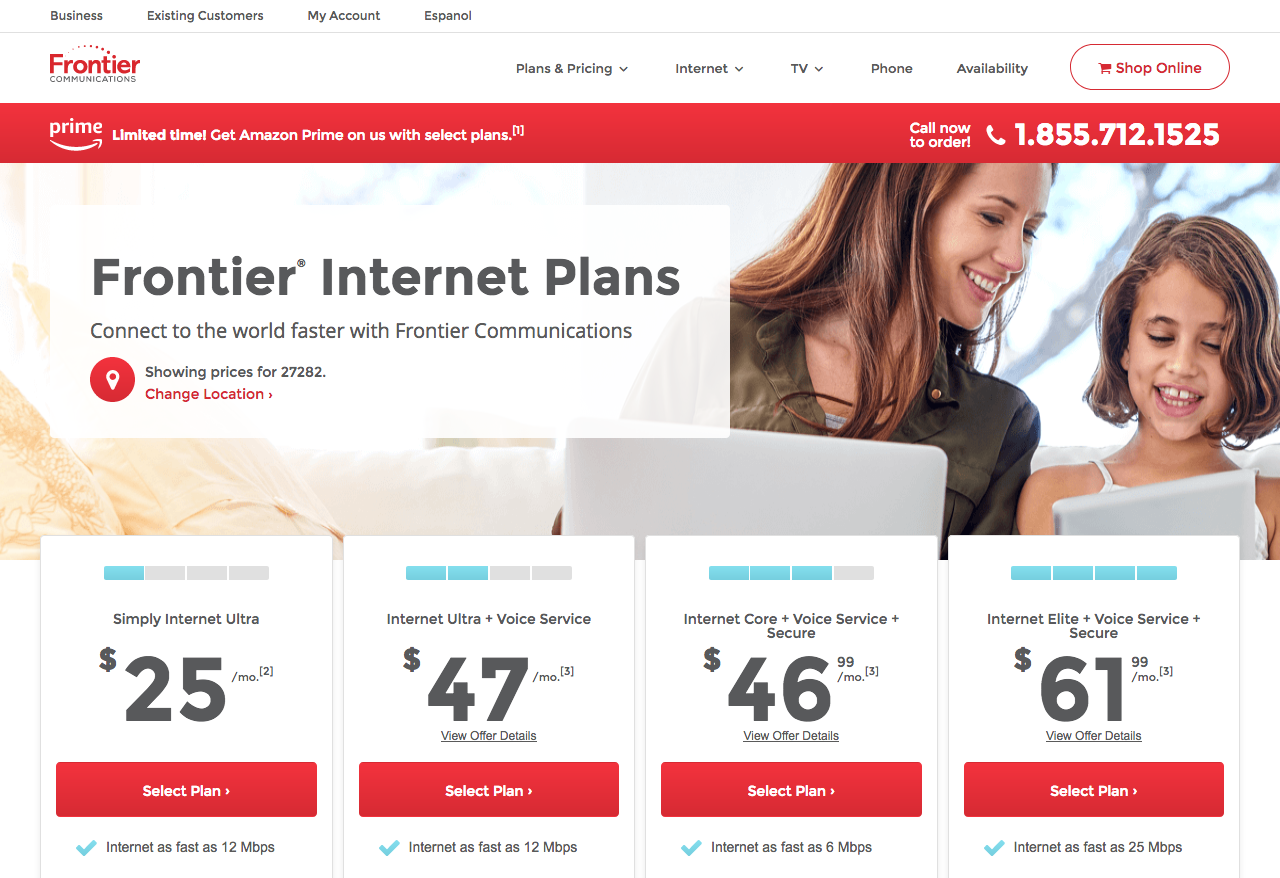 Business Existing Customers My Account Espanol
Frontier
COMMUNICATIONS
Plans & Pricing Internet TV Phone Availability Shop Online
prime
Limited time! Get Amazon Prime on us with select plans.[1]
Call now
to order!
1.855.712.1525
Frontier® Internet Plans
Connect to the world faster with Frontier Communications
Showing prices for 27282.
Change Location ›
Simply Internet Ultra
$25/mo.[2]
Select Plan ›
Internet as fast as 12 Mbps
Internet Ultra + Voice Service
$47/mo.[3]
View Offer Details
Select Plan ›
Internet as fast as 12 Mbps
Internet Core + Voice Service +
Secure
$46 99/mo.[3]
View Offer Details
Select Plan ›
Internet as fast as 6 Mbps
Internet Elite + Voice Service +
Secure
$61 99/mo.[3]
View Offer Details
Select Plan ›
Internet as fast as 25 Mbps